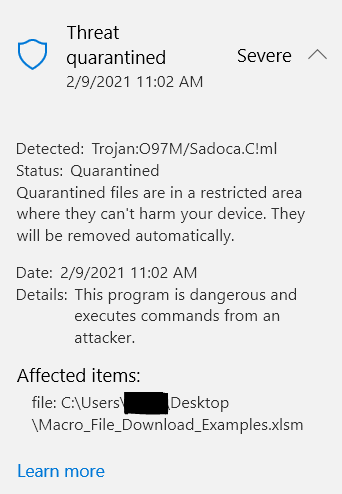 Threat
quarantined
Severe
2/9/2021 11:02 AM
Detected: Trojan:O97M/Sadoca.C!ml
Status: Quarantined
Quarantined files are in a restricted area
where they can't harm your device. They
will be removed automatically.
Date: 2/9/2021 11:02 AM
Details: This program is dangerous and
executes commands from an
attacker.
Affected items:
file: C:\Users\ \Desktop
\Macro_File_Download_Examples.xlsm
Learn more